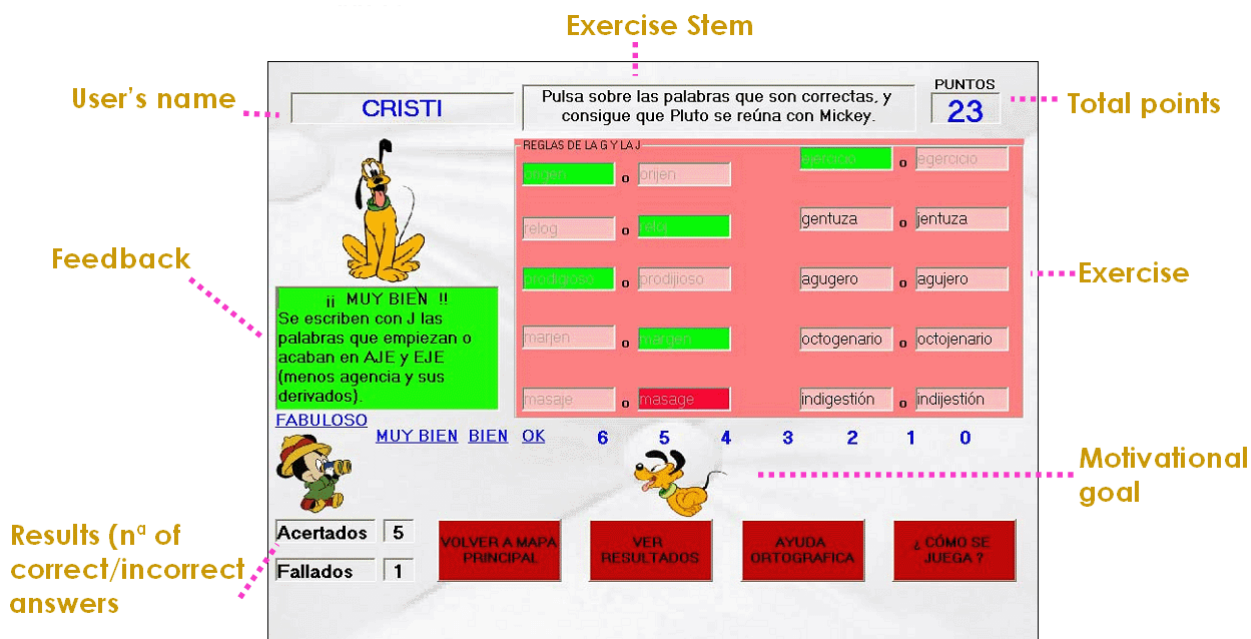 Exercise Stem
User's name
CRISTI
Pulsa sobre las palabras que son correctas, y
consigue que Pluto se reúna con Mickey.
PUNTOS
23
Total points
REGLAS DE LA G Y LA J
origen o orijen
ejercicio o egercicio
relog o reloj
gentuza o jentuza
Feedback
prodigioso o prodijioso
agugero o agujero
Exercise
¡¡ MUY BIEN !!
Se escriben con J las
palabras que empiezan o
acaban en AJE y EJE
(menos agencia y sus
derivados).
marjen o margen
octogenario o octojenario
masaje o masage
indigestión o indijestión
FABULOSO
MUY BIEN BIEN OK 6 5 4 3 2 1 0
Motivational
goal
Results (nª of
correct/incorrect
answers
Acertados 5
Fallados 1
VOLVER A MAPA
PRINCIPAL
VER
RESULTADOS
AYUDA
ORTOGRAFICA
¿ CÓMO SE
JUEGA ?